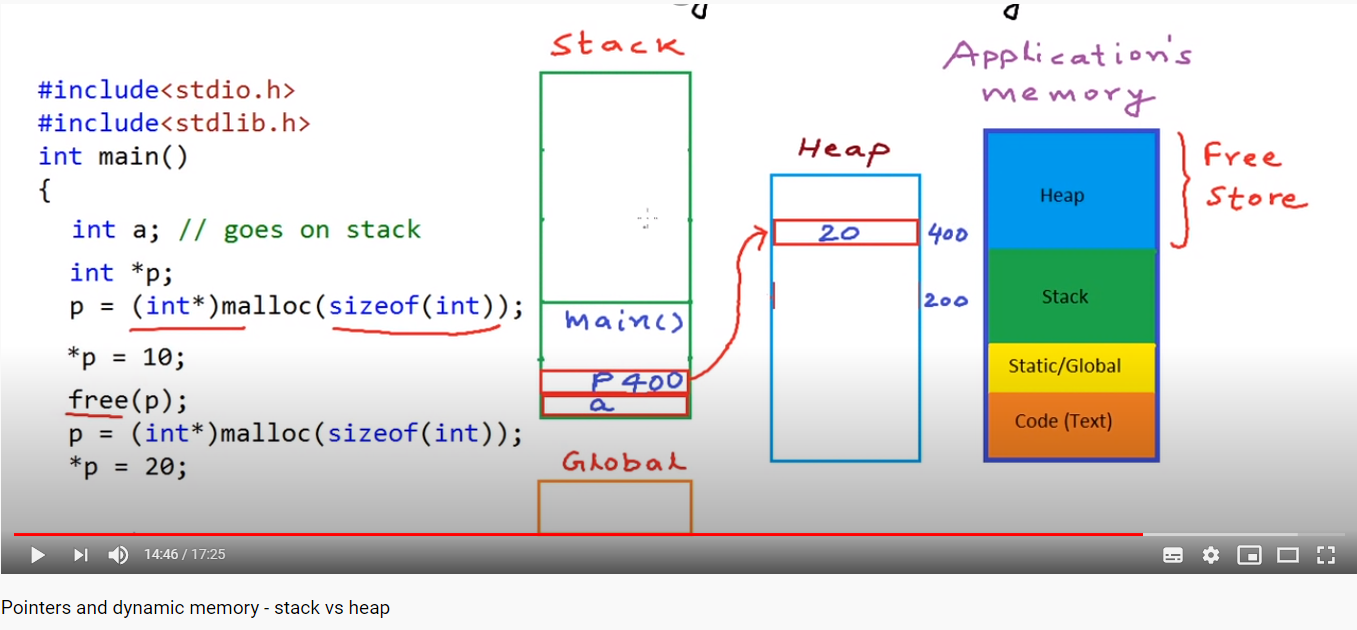 Stack
Application's
memory
#include<stdio.h>
#include<stdlib.h>
int main()
{
int a; // goes on stack
int *p;
p = (int*)malloc(sizeof(int));
*p = 10;
free(p);
p = (int*)malloc(sizeof(int));
*p = 20;
main()
P 400
a
Global
Heap
20 400
200
Heap
Stack
Static/Global
Code (Text)
Free
Store
14:46 / 17:25
Pointers and dynamic memory - stack vs heap